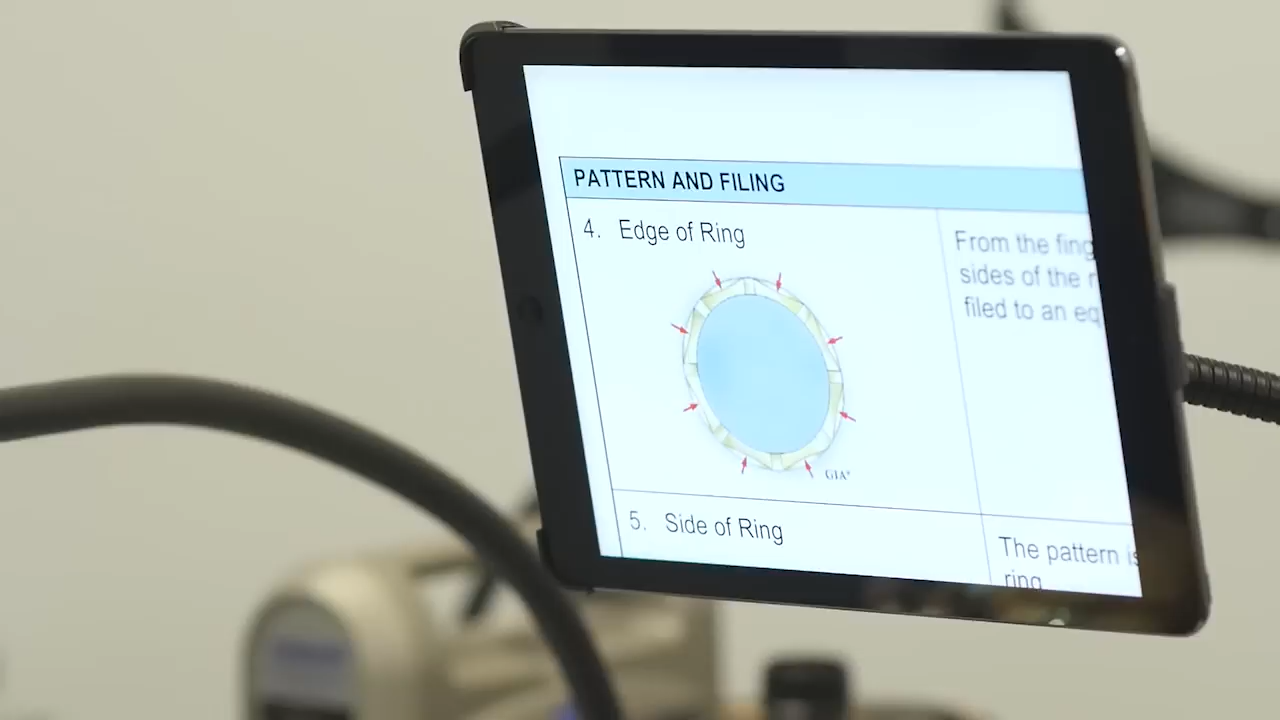 PATTERN AND FILING
4. Edge of Ring
From the fing
sides of the r
filed to an eq
GIA®
5. Side of Ring
The pattern is
ring